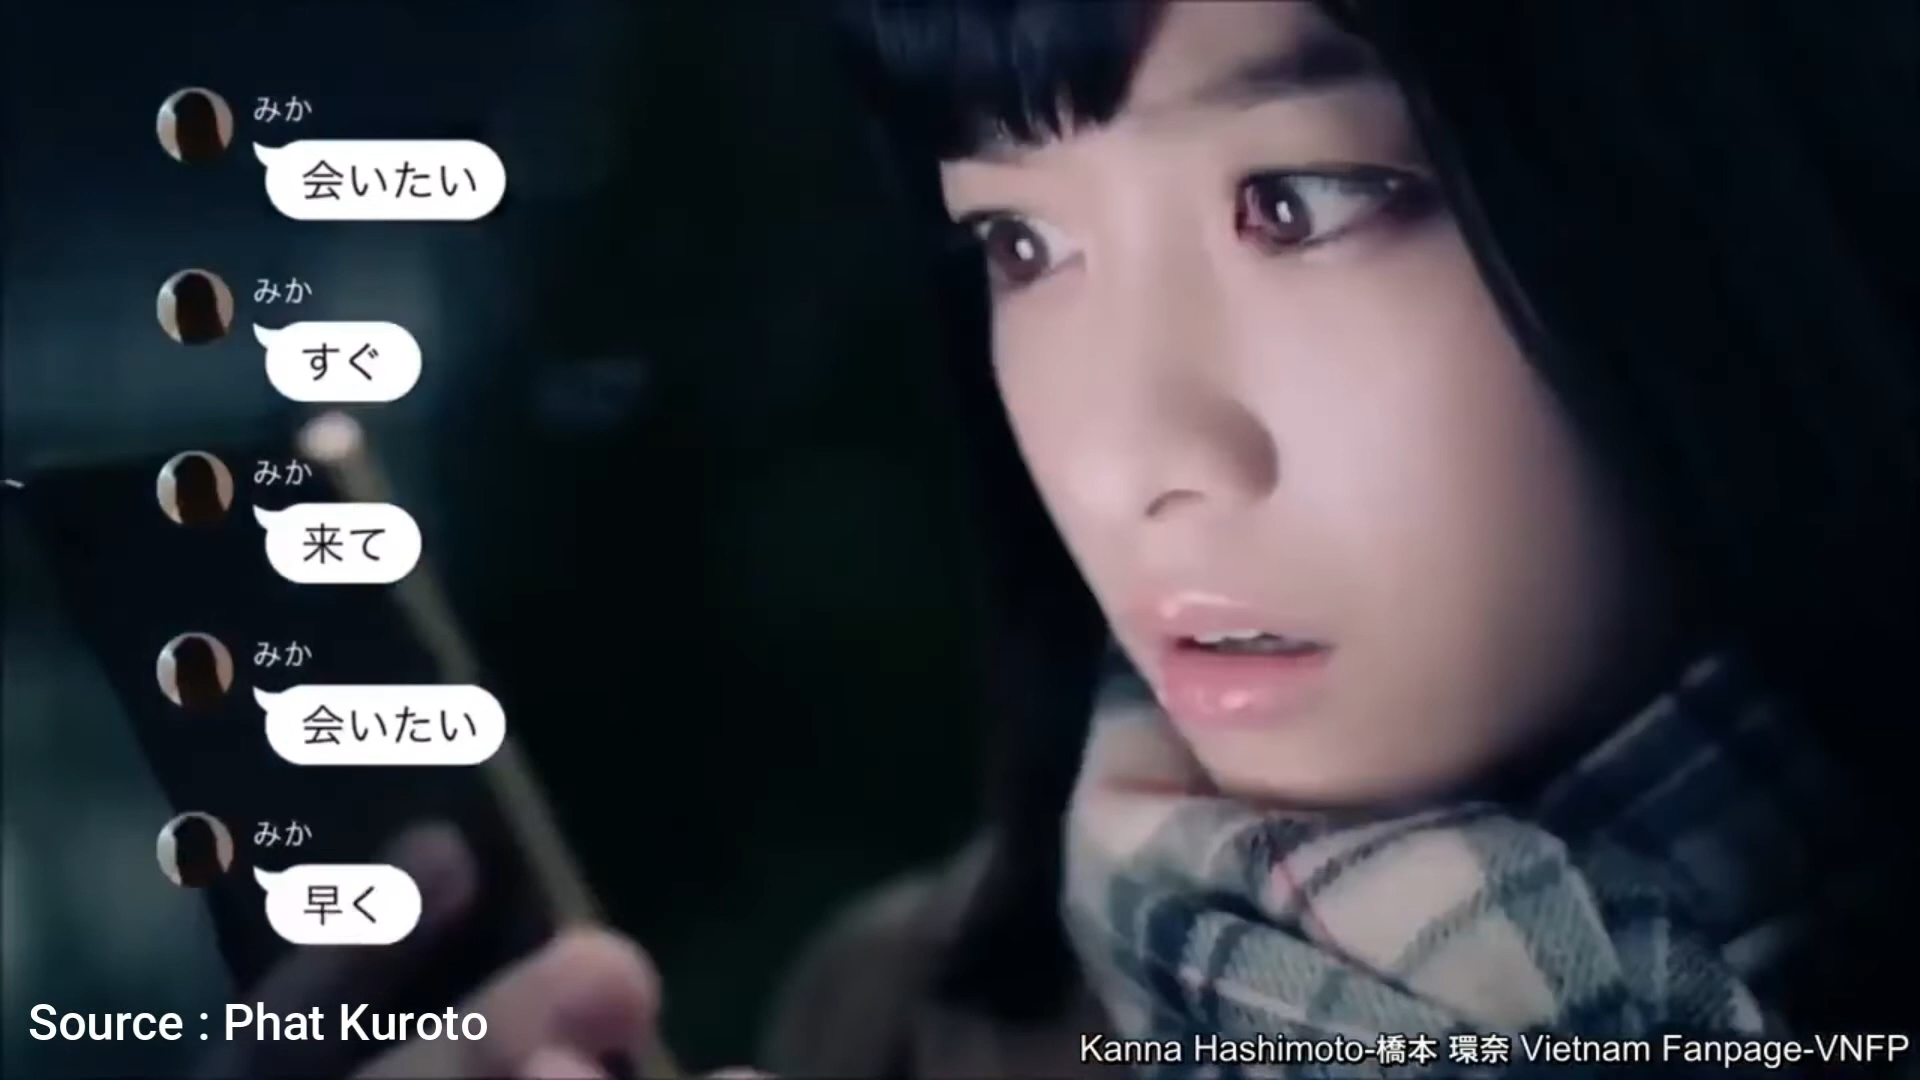 みか
会いたい
みか
すぐ
みか
来て
みか
会いたい
みか
早く
Source : Phat Kuroto
Kanna Hashimoto-橋本 環奈 Vietnam Fanpage-VNFP